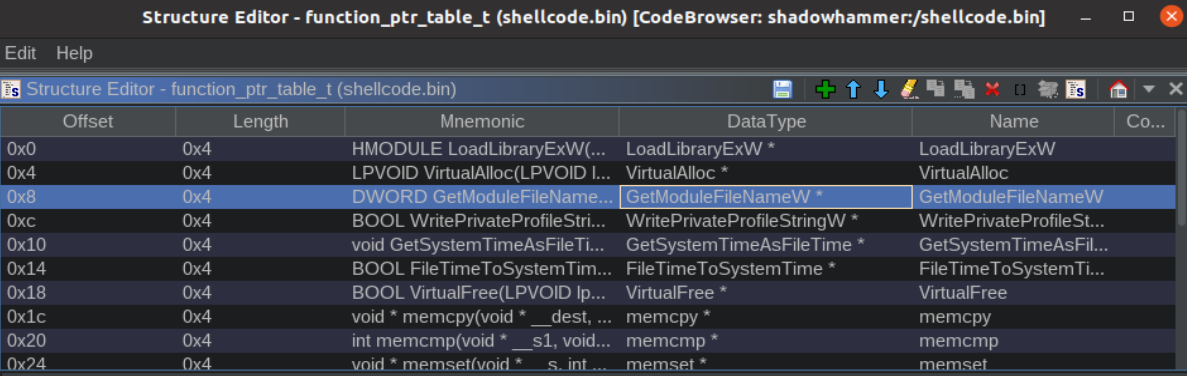 Structure Editor - function_ptr_table_t (shellcode.bin) [CodeBrowser: shadowhammer:/shellcode.bin]
Edit Help
Structure Editor - function_ptr_table_t (shellcode.bin)
Offset Length Mnemonic DataType Name Co...
0x0 0x4 HMODULE LoadLibraryExW(... LoadLibraryExW * LoadLibraryExW
0x4 0x4 LPVOID VirtualAlloc(LPVOID l... VirtualAlloc * VirtualAlloc
0x8 0x4 DWORD GetModuleFileName... GetModuleFileNameW * GetModuleFileNameW
0xc 0x4 BOOL WritePrivateProfileStri... WritePrivateProfileStringW * WritePrivateProfileSt...
0x10 0x4 void GetSystemTimeAsFileTi... GetSystemTimeAsFileTime * GetSystemTimeAsFil...
0x14 0x4 BOOL FileTimeToSystemTim... FileTimeToSystemTime * FileTimeToSystemTi...
0x18 0x4 BOOL VirtualFree(LPVOID lp... VirtualFree * VirtualFree
0x1c 0x4 void * memcpy(void * __dest, ... memcpy * memcpy
0x20 0x4 int memcmp(void * __s1, void... memcmp * memcmp
0x24 0x4 void * memset(void * __s, int ... memset * memset